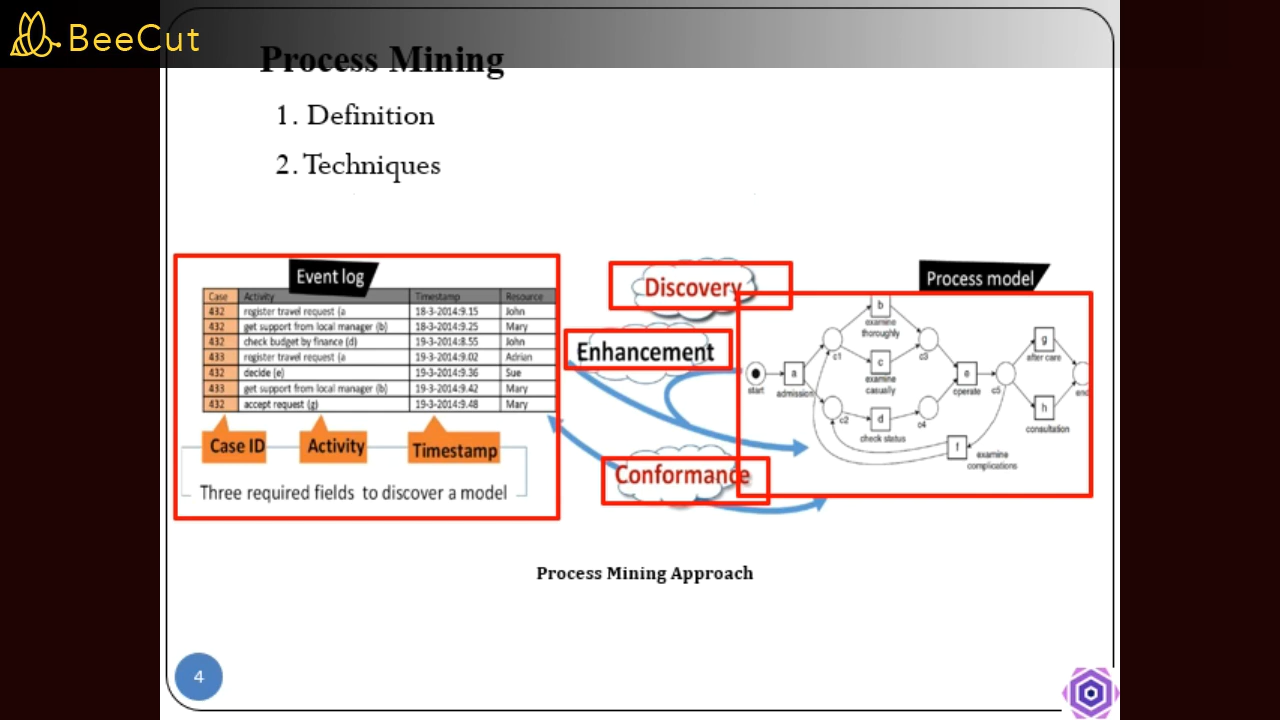 BeeCut
Process Mining
1. Definition
2. Techniques
Event log
Case Activity Timestamp Resource
432 register travel request (a 18-3-2014:9.15 John
432 get support from local manager (b) 18-3-2014:9.25 Mary
432 check budget by finance (d) 19-3-2014:8.55 John
433 register travel request (a 19-3-2014:9.02 Adrian
432 decide (e) 19-3-2014:9.36 Sue
433 get support from local manager (b) 19-3-2014:9.42 Mary
432 accept request (g) 19-3-2014:9.48 Mary
Case ID Activity Timestamp
Three required fields to discover a model
Discovery
Enhancement
Conformance
Process model
b
examine
thoroughly
g
after care
c1
c3
c
examine
casually
start
a
admission
e
operate
c5
end
c2
d
check status
c4
h
consultation
f
examine
complications
Process Mining Approach
4